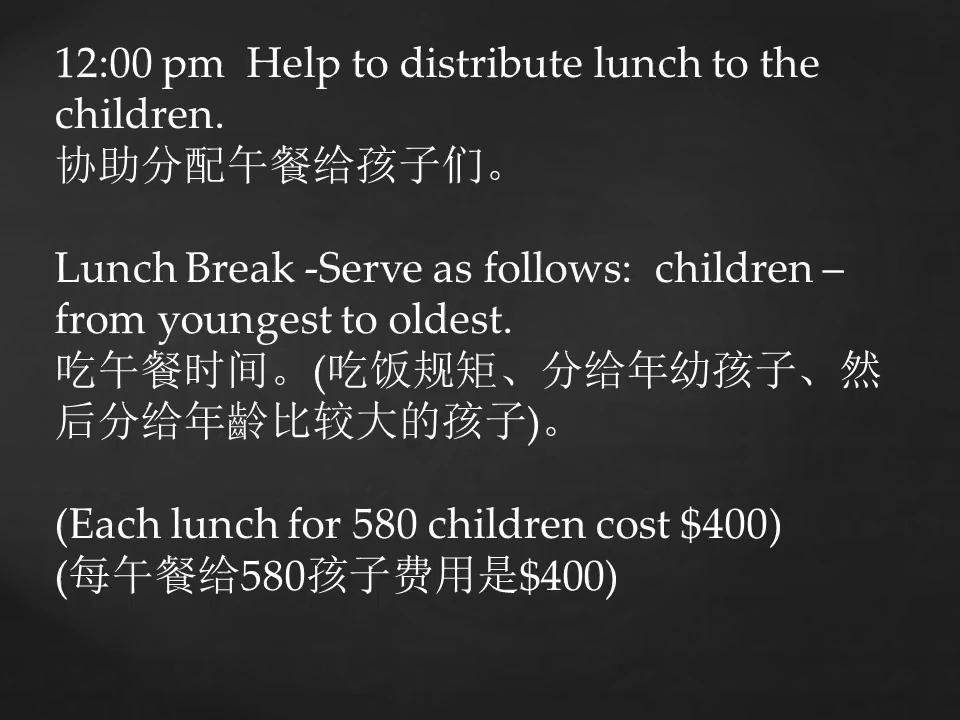 12:00 pm  Help to distribute lunch to the
children.
协助分配午餐给孩子们。
Lunch Break -Serve as follows:  children –
from youngest to oldest.
吃午餐时间。(吃饭规矩、分给年幼孩子、然
后分给年龄比较大的孩子)。
(Each lunch for 580 children cost $400)
(每午餐给580孩子费用是$400)